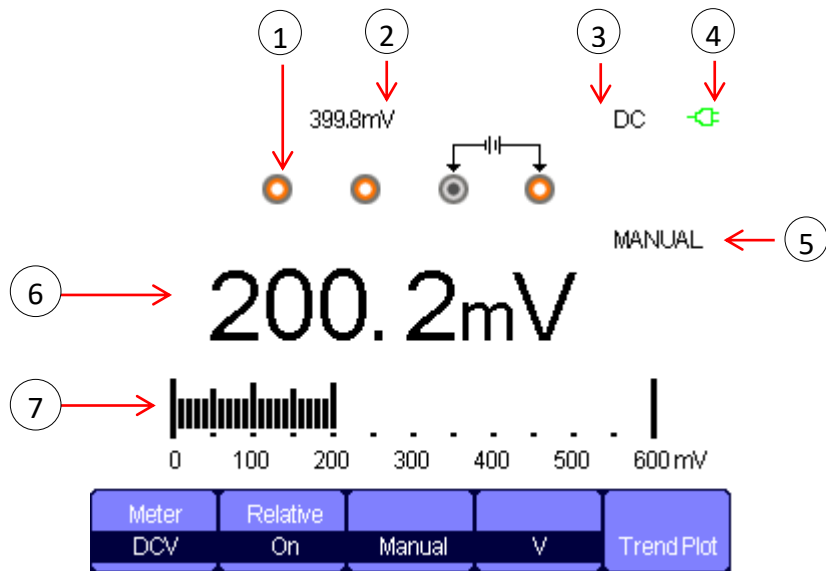 1 2 3 4
399.8mV DC
MANUAL 5
6 200.2mV
7
0 100 200 300 400 500 600 mV
Meter Relative
DCV On Manual V Trend Plot